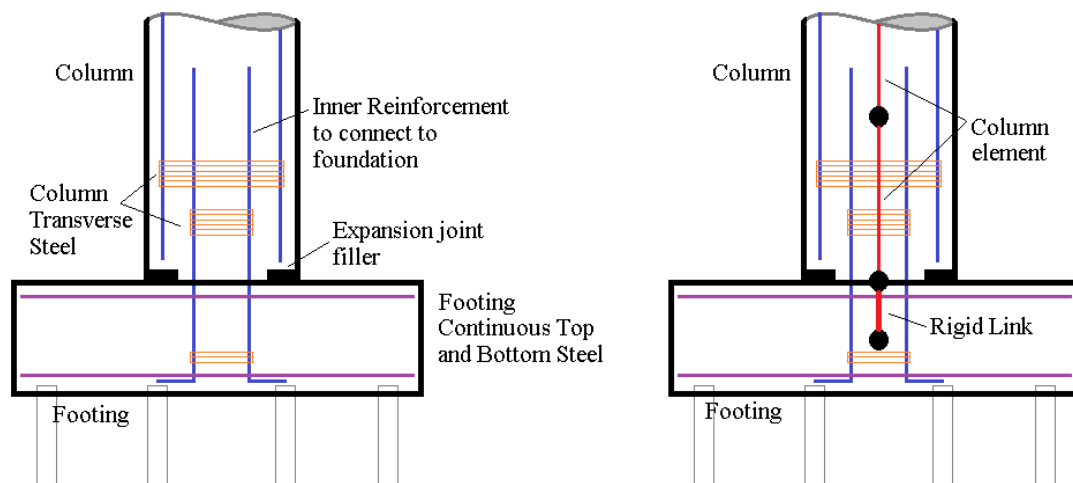 Column
Inner Reinforcement
to connect to
foundation
Column
Transverse
Steel
Expansion joint
filler
Footing
Continuous Top
and Bottom Steel
Footing
Column
Column
element
Rigid Link
Footing